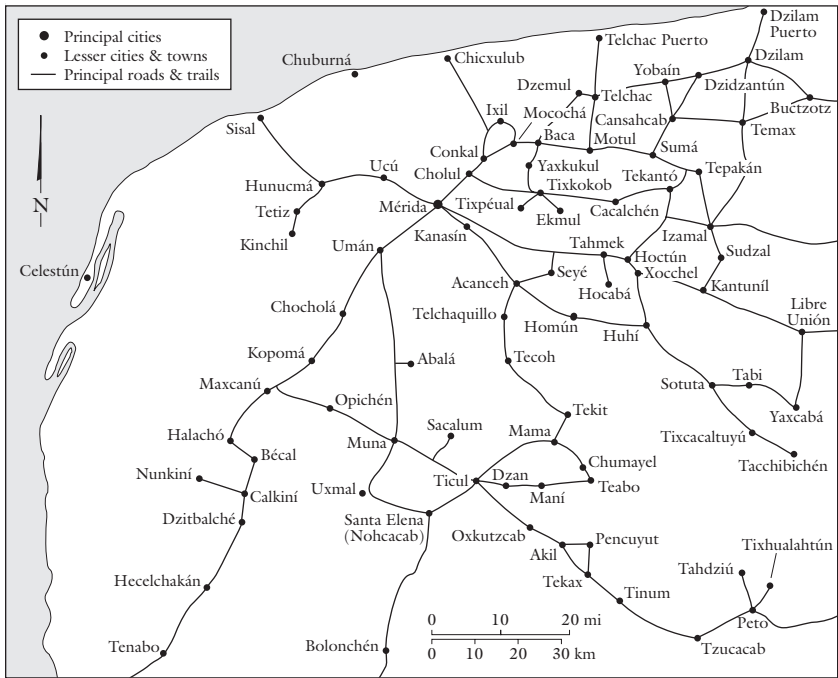 Principal cities
Lesser cities & towns
Principal roads & trails
Dzilam
Puerto
Telchac Puerto
Chicxulub
Chuburná
Dzilam
Yobaín
Dzemul
Dzidzantún
Telchac
Buctzotz
Ixil
Mocochá
Cansahcab
Sisal
Baca
Motul
Temax
Conkal
Sumá
Ucú
Cholul
Yaxkukul
Tepakán
Tixkokob
Tekantó
Hunucmá
Mérida
Tixpéual
Tetiz
Ekmul
Cacalchén
N
Kanasín
Kinchil
Umán
Tahmek
Izamal
Hoctún
Sudzal
Celestún
Seyé
Xocchel
Acanceh
Hocabá
Kantuníl
Chocholá
Telchaquillo
Homún
Libre
Unión
Huhí
Kopomá
Abalá
Tecoh
Maxcanú
Sotuta
Tabi
Opichén
Tekit
Yaxcabá
Halachó
Sacalum
Mama
Muna
Tixcacaltuyú
Bécal
Chumayel
Nunkiní
Tacchibichén
Uxmal
Ticul
Dzan
Teabo
Calkiní
Maní
Dzitbalché
Santa Elena
(Nohcacab)
Oxkutzcab
Pencuyut
Tixhualahtún
Akil
Tahdziú
Hecelchakán
Tekax
Tinum
0 10 20 mi
Peto
Tenabo
Bolonchén
0 10 20 30 km
Tzucacab